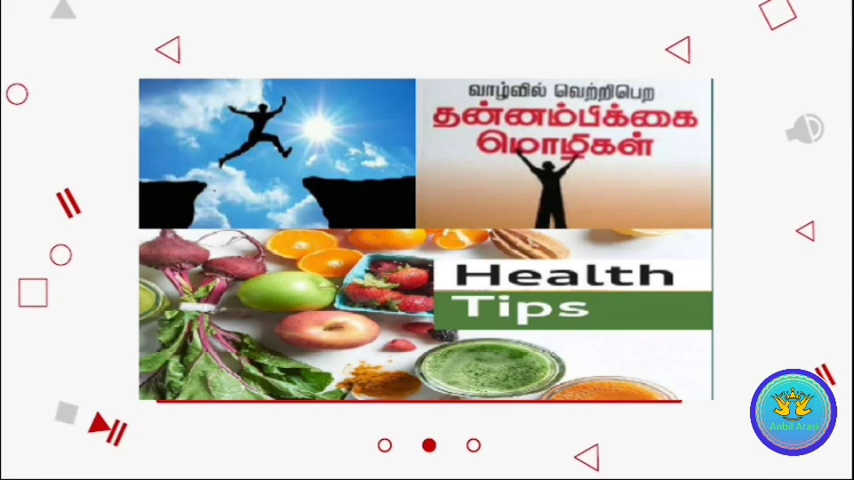 வாழ்வில் வெற்றிபெற
தன்னம்பிக்கை
மொழிகள்
Health
Tips
Anbil Arasi